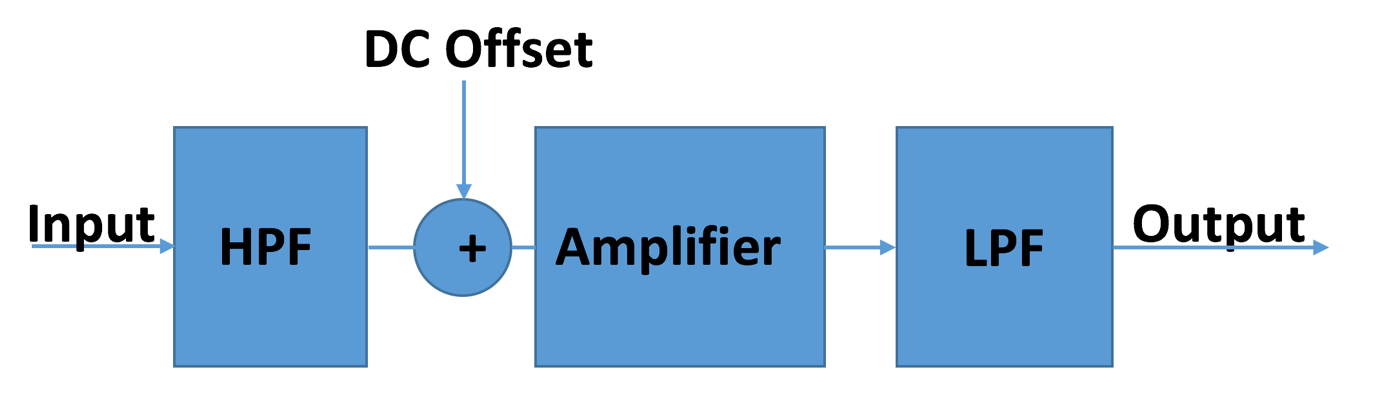 DC Offset
Input
HPF
+
Amplifier
LPF
Output